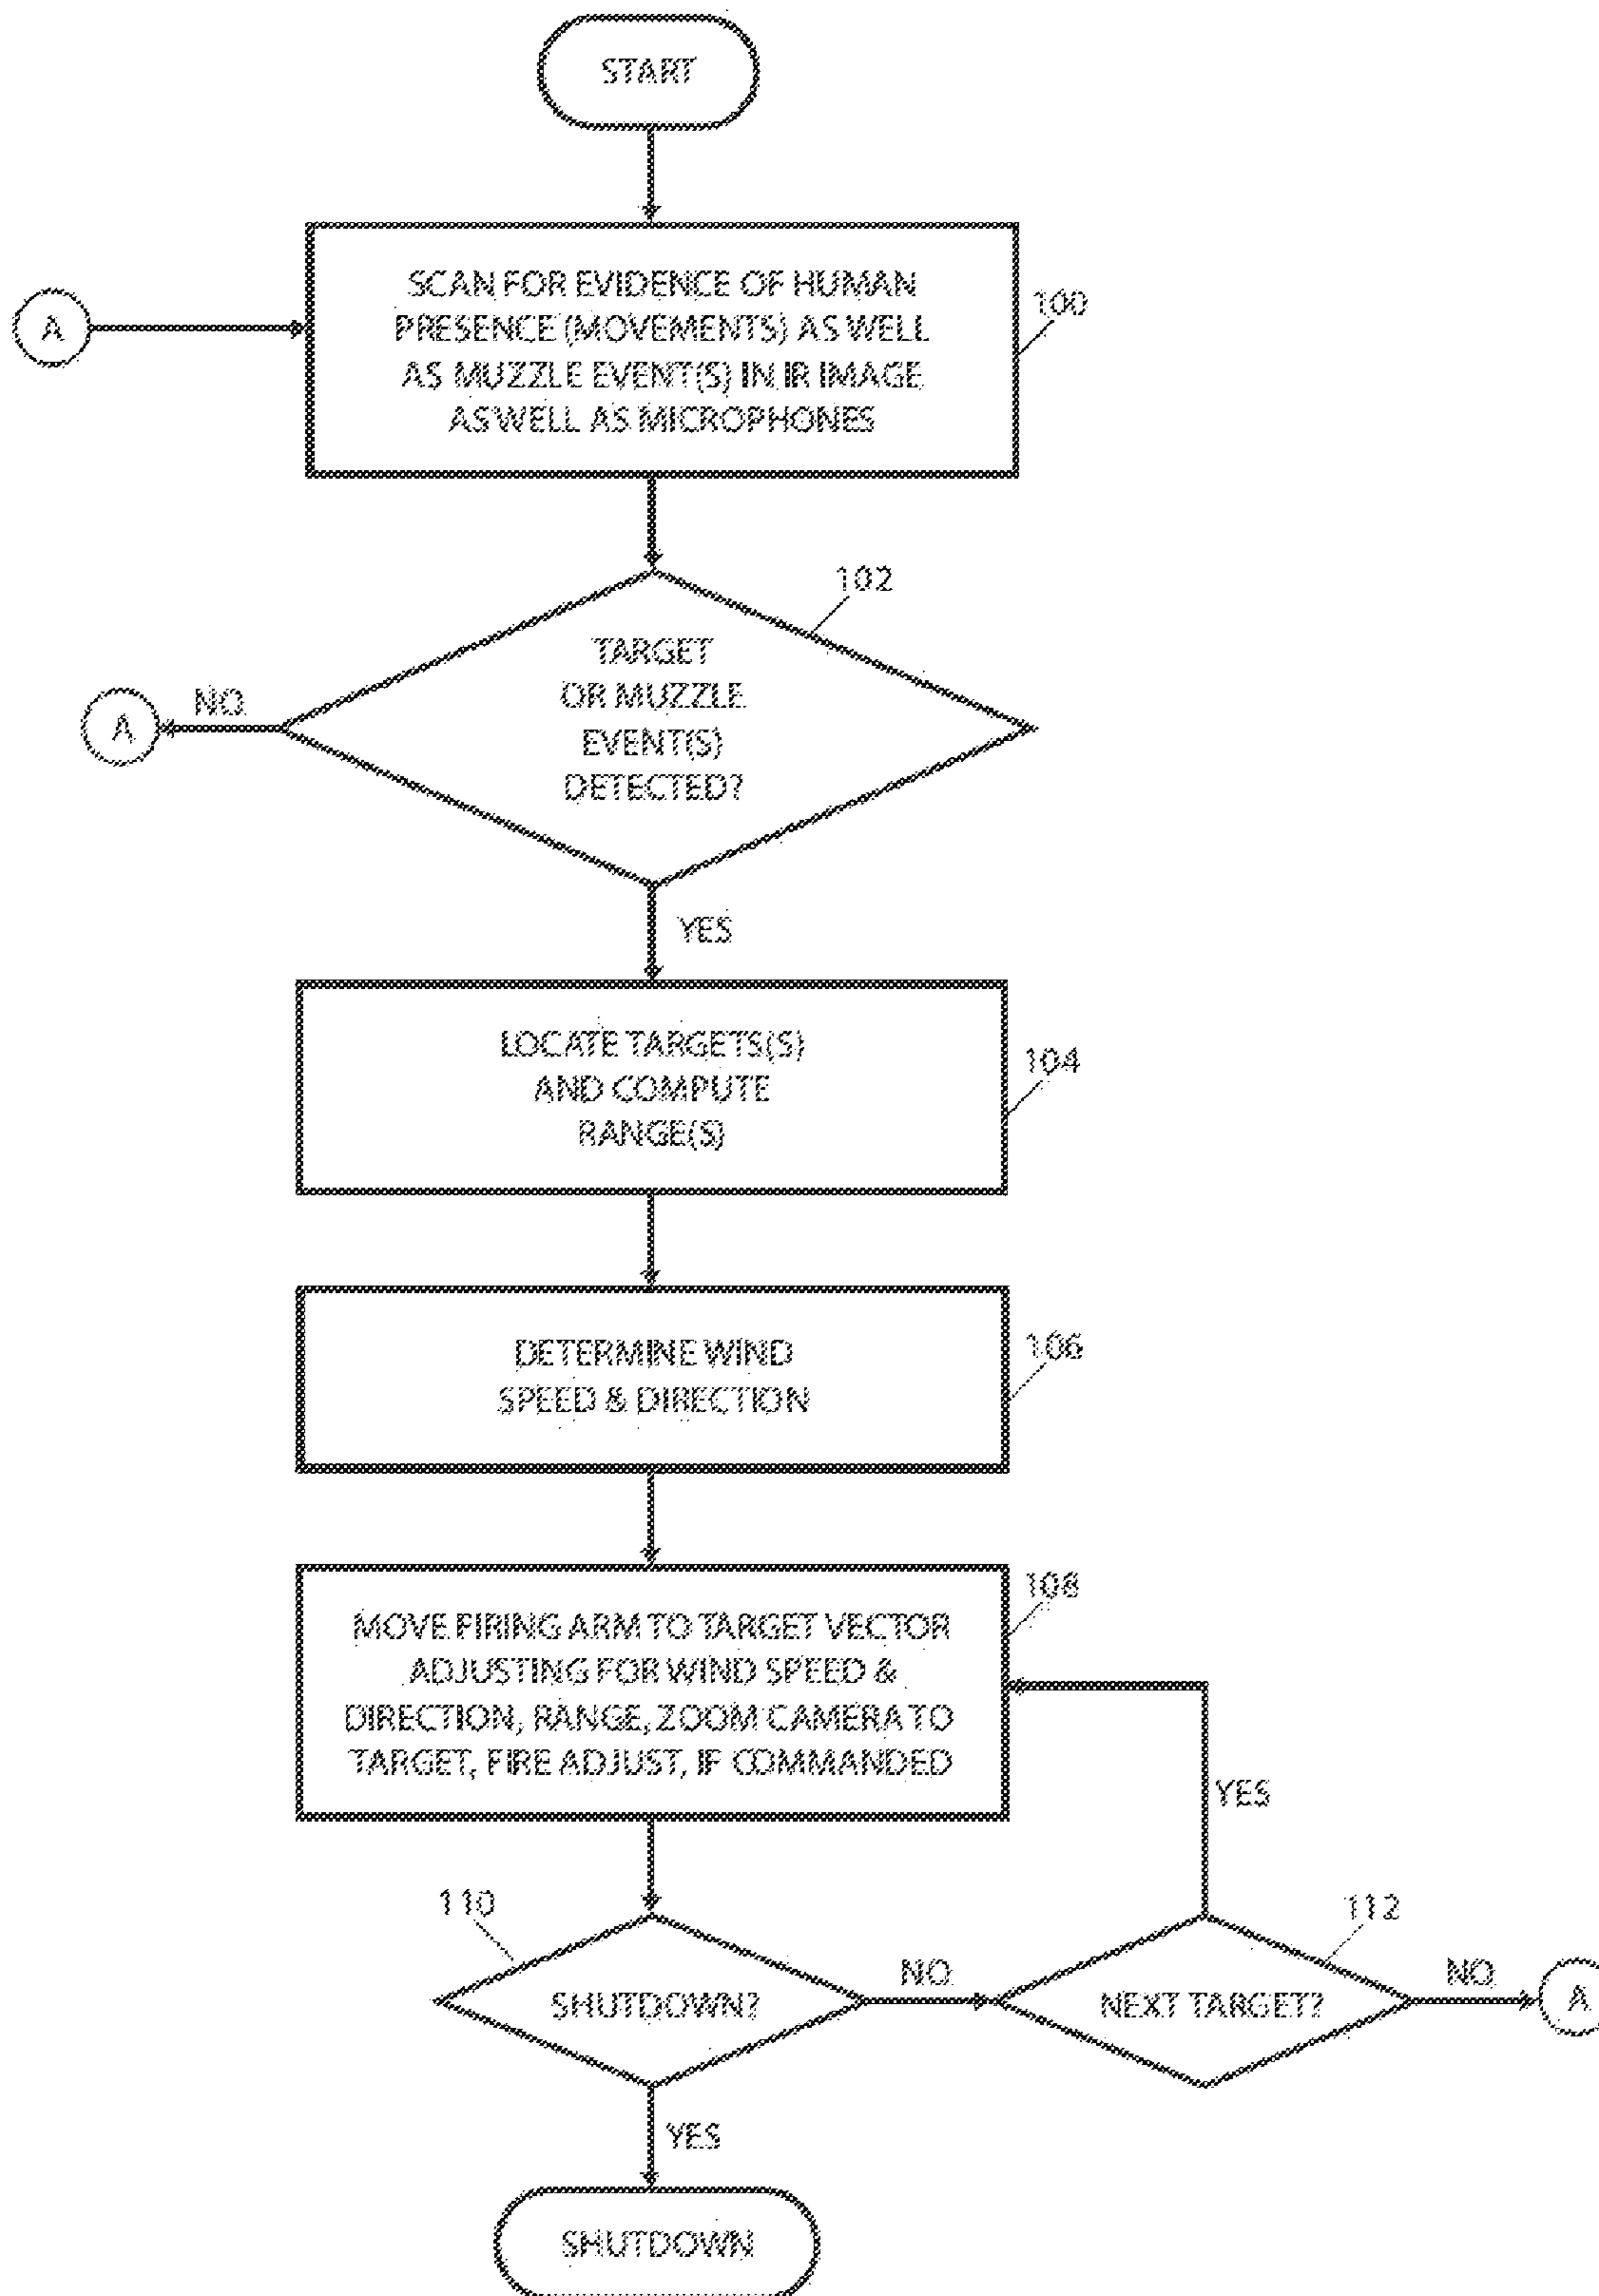 START
SCAN FOR EVIDENCE OF HUMAN
PRESENCE (MOVEMENTS) AS WELL
AS MUZZLE EVENT(S) IN IR IMAGE
AS WELL AS MICROPHONES
100
A
102
TARGET
OR MUZZLE
EVENT(S)
DETECTED?
NO
A
YES
LOCATE TARGETS(S)
AND COMPUTE
RANGE(S)
104
DETERMINE WIND
SPEED & DIRECTION
106
108
MOVE FIRING ARM TO TARGET VECTOR
ADJUSTING FOR WIND SPEED &
DIRECTION, RANGE, ZOOM CAMERA TO
TARGET, FIRE ADJUST, IF COMMANDED
YES
110
112
SHUTDOWN?
NO
NEXT TARGET?
NO
A
YES
SHUTDOWN